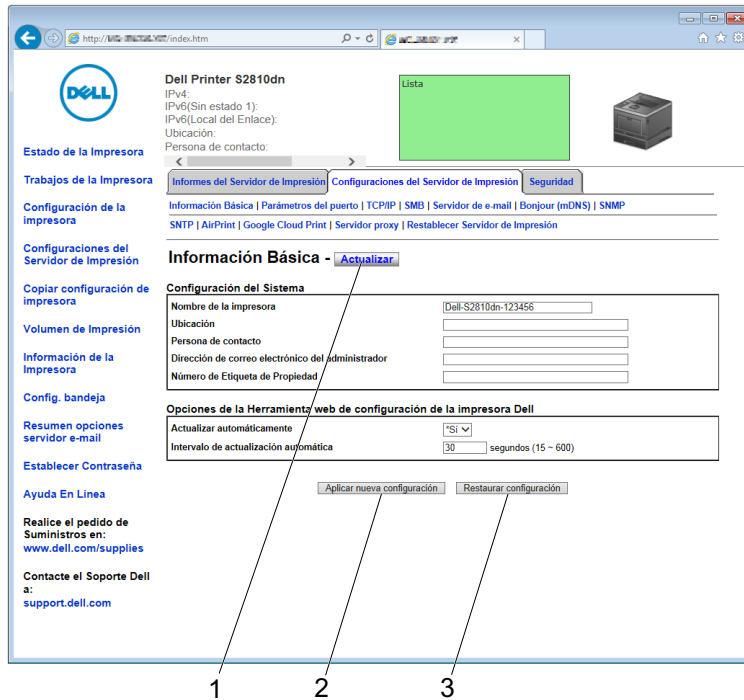 http://
/index.htm
DELL
Dell Printer S2810dn
IPv4:
IPv6(Sin estado 1):
IPv6(Local del Enlace):
Ubicación:
Persona de contacto:
Lista
Estado de la Impresora
Trabajos de la Impresora
Configuración de la
impresora
Configuraciones del
Servidor de Impresión
Copiar configuración de
impresora
Volumen de Impresión
Información de la
Impresora
Config. bandeja
Resumen opciones
servidor e-mail
Establecer Contraseña
Ayuda En Linea
Realice el pedido de
Suministros en:
www.dell.com/supplies
Contacte el Soporte Dell
a:
support.dell.com
Informes del Servidor de Impresión Configuraciones del Servidor de Impresión Seguridad
Información Básica | Parámetros del puerto | TCP/IP | SMB | Servidor de e-mail | Bonjour (mDNS) | SNMP
SNTP | AirPrint | Google Cloud Print | Servidor proxy | Restablecer Servidor de Impresión
Información Básica - Actualizar
Configuración del Sistema
Nombre de la impresora Dell-S2810dn-123456
Ubicación
Persona de contacto
Dirección de correo electrónico del administrador
Número de Etiqueta de Propiedad
Opciones de la Herramienta web de configuración de la impresora Dell
Actualizar automáticamente *Sí
Intervalo de actualización automática 30 segundos (15 ~ 600)
Aplicar nueva configuración Restaurar configuración
1 2 3